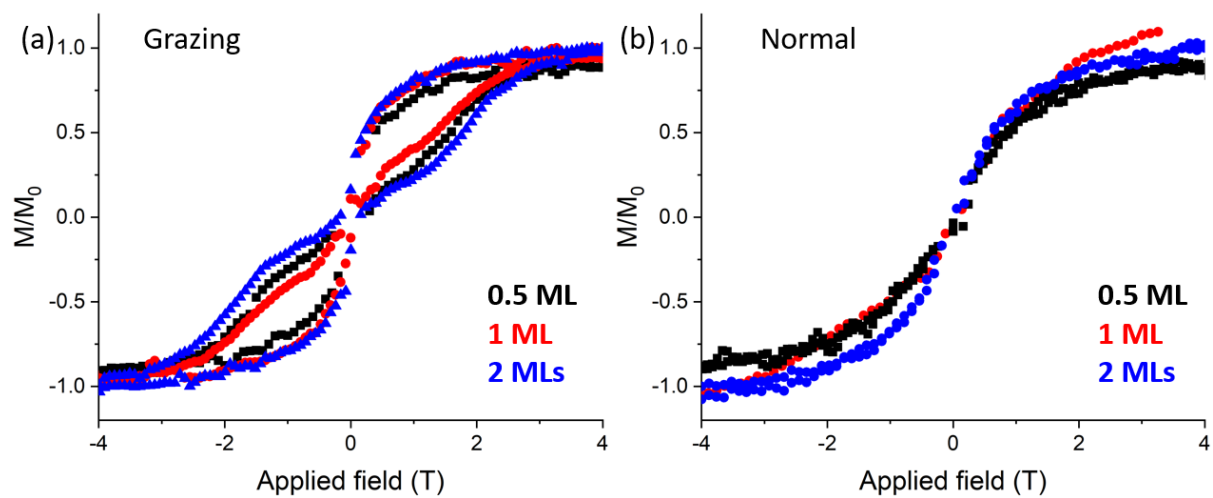 (a) Grazing
M/M₀
1.0
0.5
0.0
-0.5
-1.0
0.5 ML
1 ML
2 MLs
-4 -2 0 2 4
Applied field (T)
(b) Normal
M/M₀
1.0
0.5
0.0
-0.5
-1.0
0.5 ML
1 ML
2 MLs
-4 -2 0 2 4
Applied field (T)